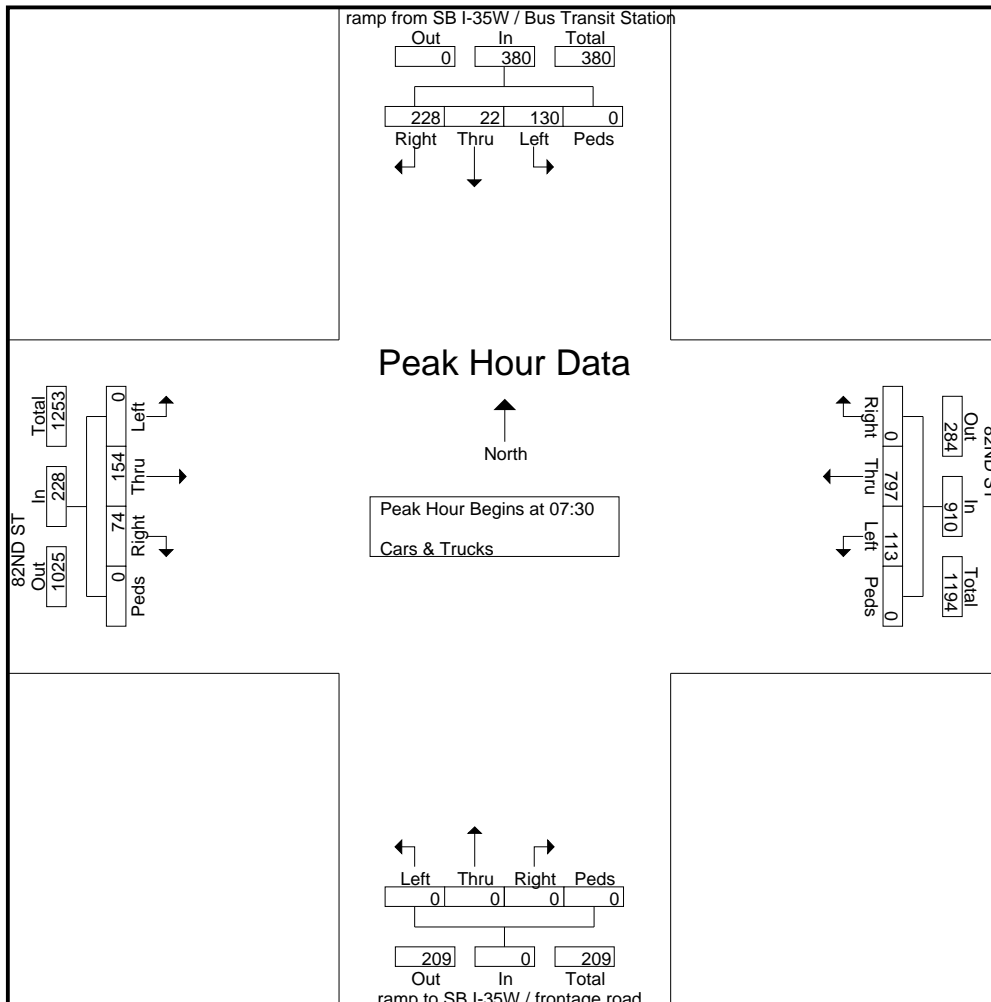 ramp from SB I-35W / Bus Transit Station
Out In Total
0 380 380
228 22 130 0
Right Thru Left Peds
Peak Hour Data
North
Peak Hour Begins at 07:30
Cars & Trucks
82ND ST
Out In Total
1025 228 1253
0 154 74 0
Left Thru Right Peds
82ND ST
Out In Total
284 910 1194
0 797 113 0
Right Thru Left Peds
Left Thru Right Peds
0 0 0 0
209 0 209
Out In Total
ramp to SB I-35W / frontage road